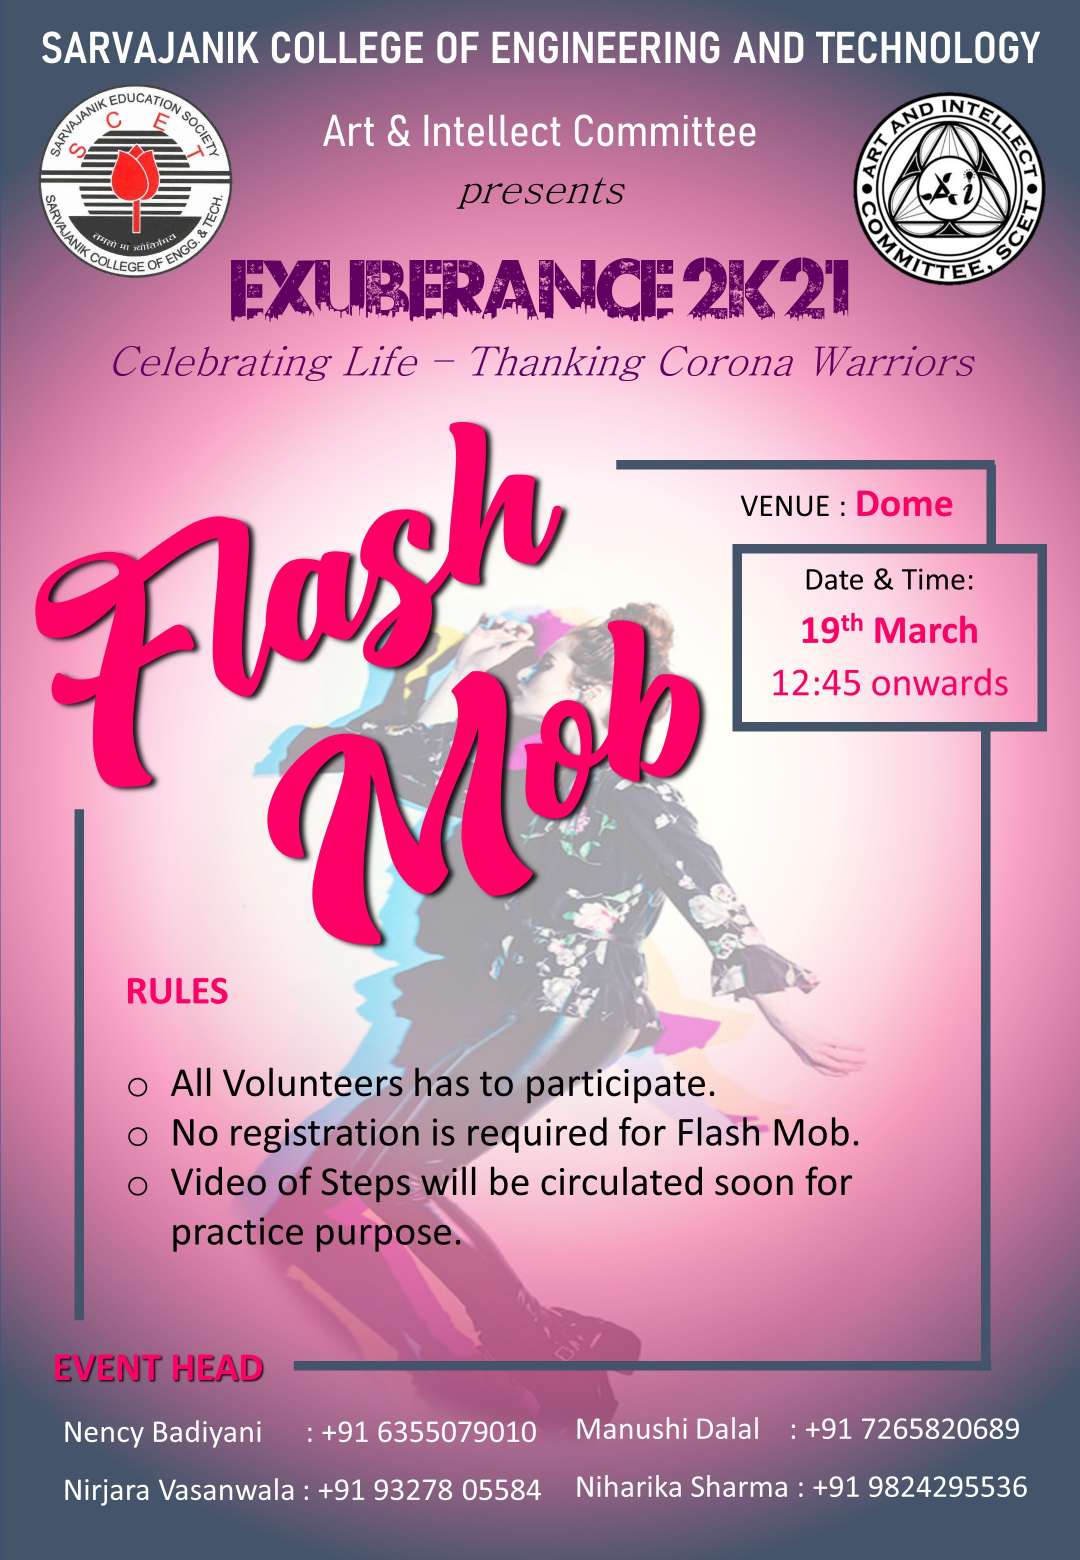 SARVAJANIK COLLEGE OF ENGINEERING AND TECHNOLOGY
SARVAJANIK EDUCATION SOCIETY
S C E T
तमसो मा ज्योतिर्गमय
SARVAJANIK COLLEGE OF ENGG. & TECH.
Art & Intellect Committee
presents
ART AND INTELLECT
Ai
COMMITTEE, SCET
EXUBERANCE 2K21
Celebrating Life – Thanking Corona Warriors
Flash
Mob
VENUE : Dome
Date & Time:
19th March
12:45 onwards
RULES
o All Volunteers has to participate.
o No registration is required for Flash Mob.
o Video of Steps will be circulated soon for
practice purpose.
EVENT HEAD
Nency Badiyani : +91 6355079010
Manushi Dalal : +91 7265820689
Nirjara Vasanwala : +91 93278 05584
Niharika Sharma : +91 9824295536